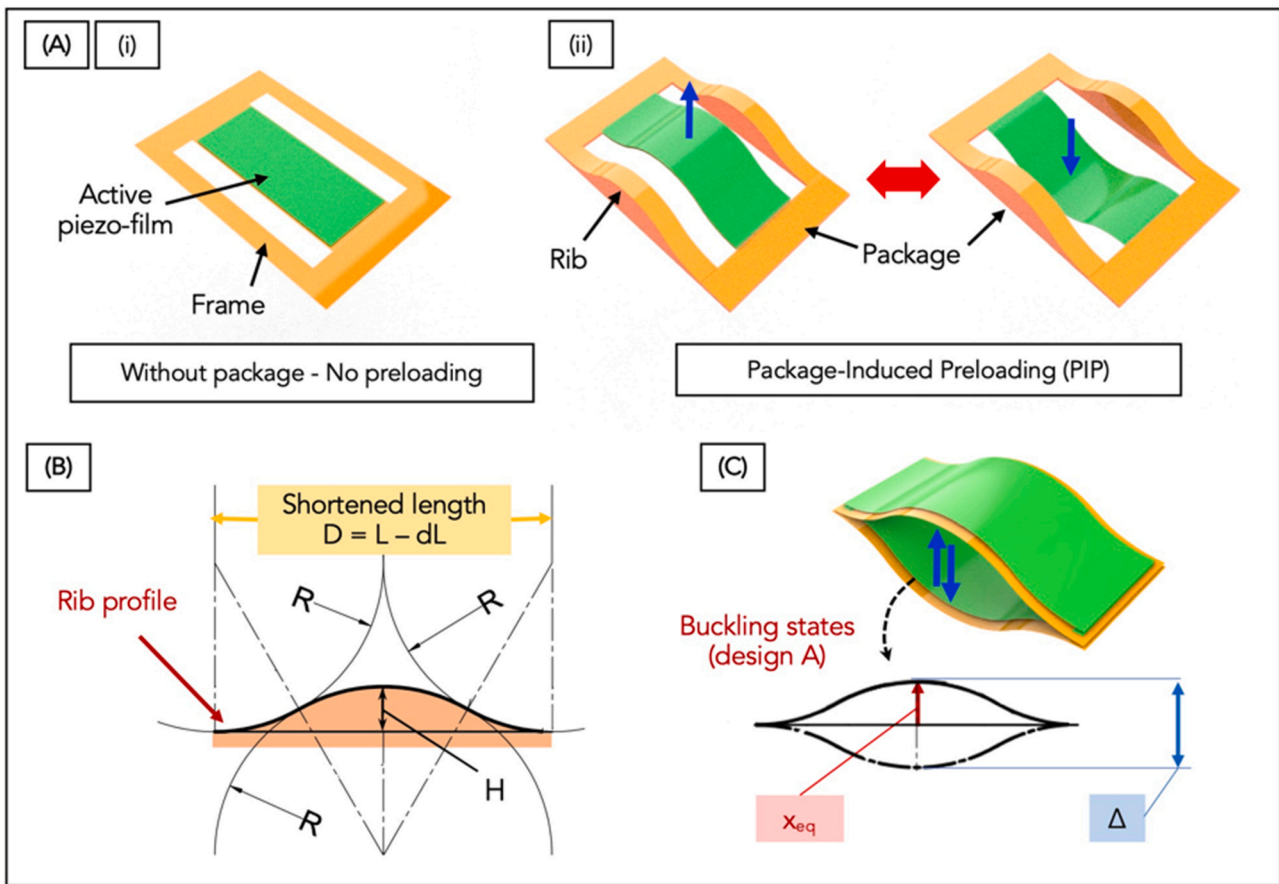 (A)
(i)
(ii)
Active
piezo-film
Frame
Rib
Package
Without package - No preloading
Package-Induced Preloading (PIP)
(B)
Shortened length
D = L – dL
Rib profile
R
R
R
H
(C)
Buckling states
(design A)
x_eq
Δ